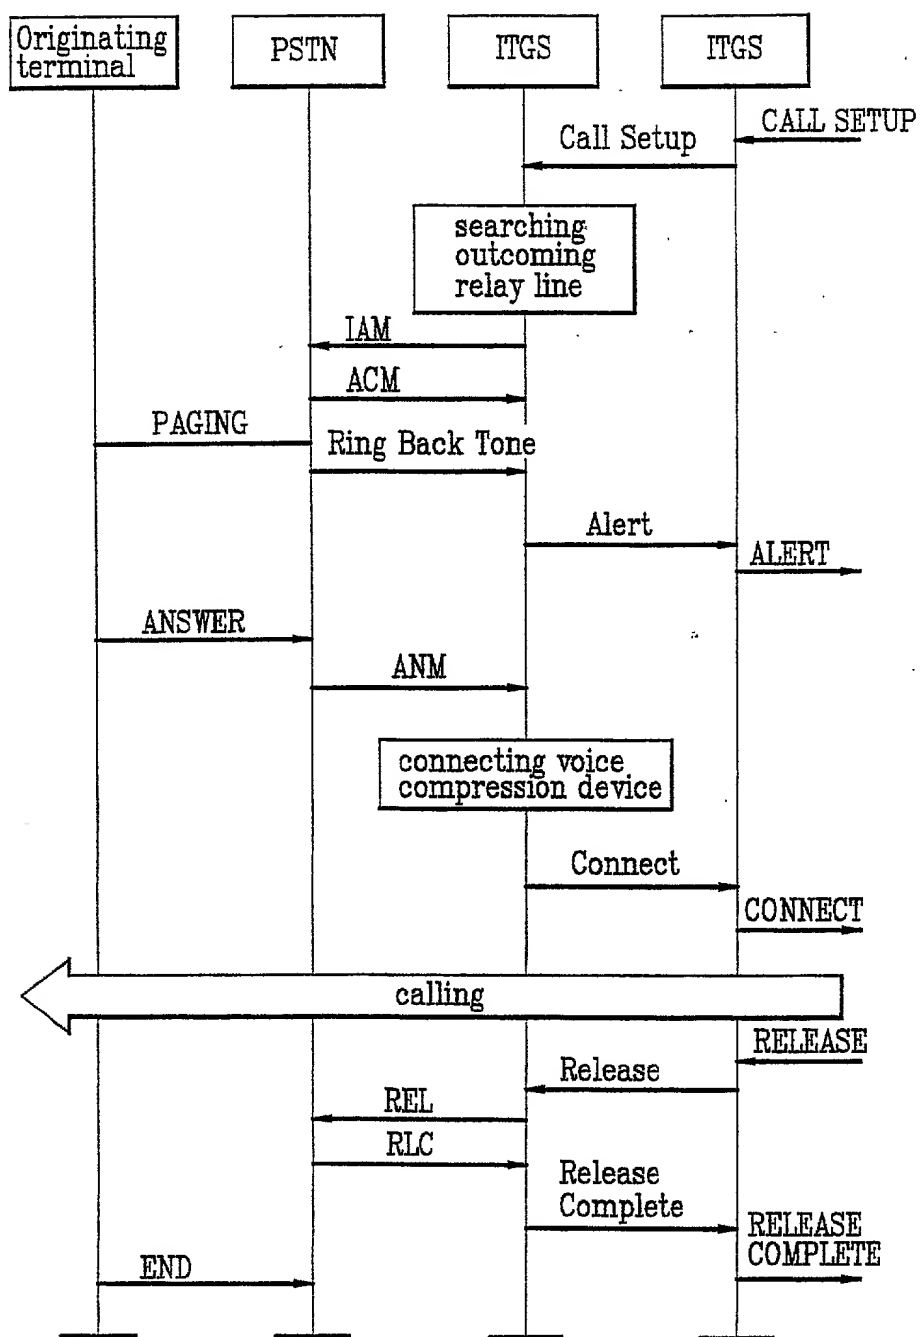 Originating
terminal
PSTN
ITGS
ITGS
CALL SETUP
Call Setup
searching
outcoming
relay line
IAM
ACM
PAGING
Ring Back Tone
Alert
ALERT
ANSWER
ANM
connecting voice
compression device
Connect
CONNECT
calling
RELEASE
Release
REL
RLC
Release
Complete
RELEASE
COMPLETE
END